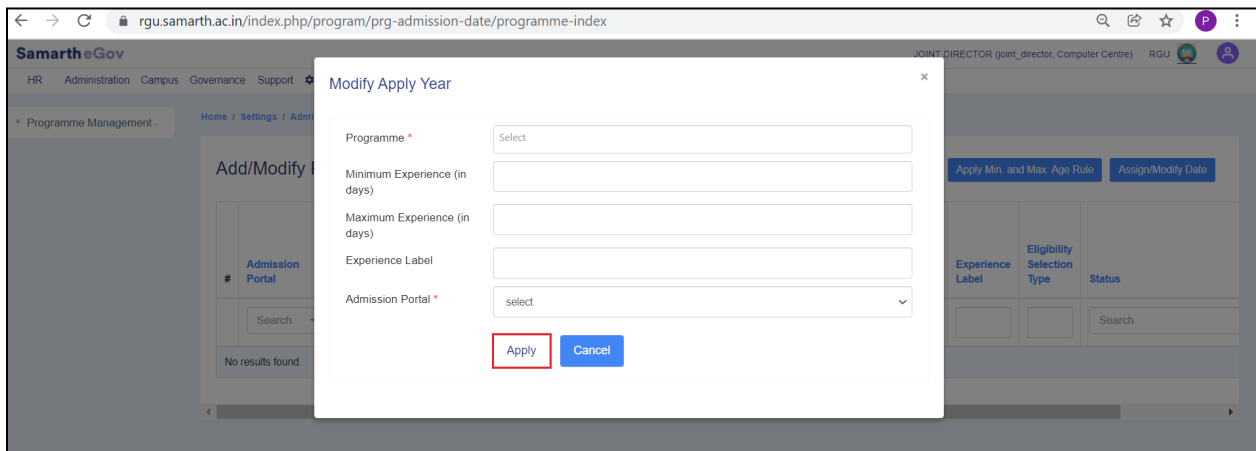 rgu.samarth.ac.in/index.php/program/prg-admission-date/programme-index
P
Samarth eGov
JOINT DIRECTOR (joint_director, Computer Centre) RGU
HR Administration Campus Governance Support
Programme Management
Home / Settings / Admi
Modify Apply Year
×
Programme *
Select
Minimum Experience (in
days)
Maximum Experience (in
days)
Experience Label
Admission Portal *
select
Apply
Cancel
Add/Modify
Apply Min. and Max. Age Rule
Assign/Modify Date
#
Admission
Portal
Experience
Label
Eligibility
Selection
Type
Status
Search
Search
No results found.